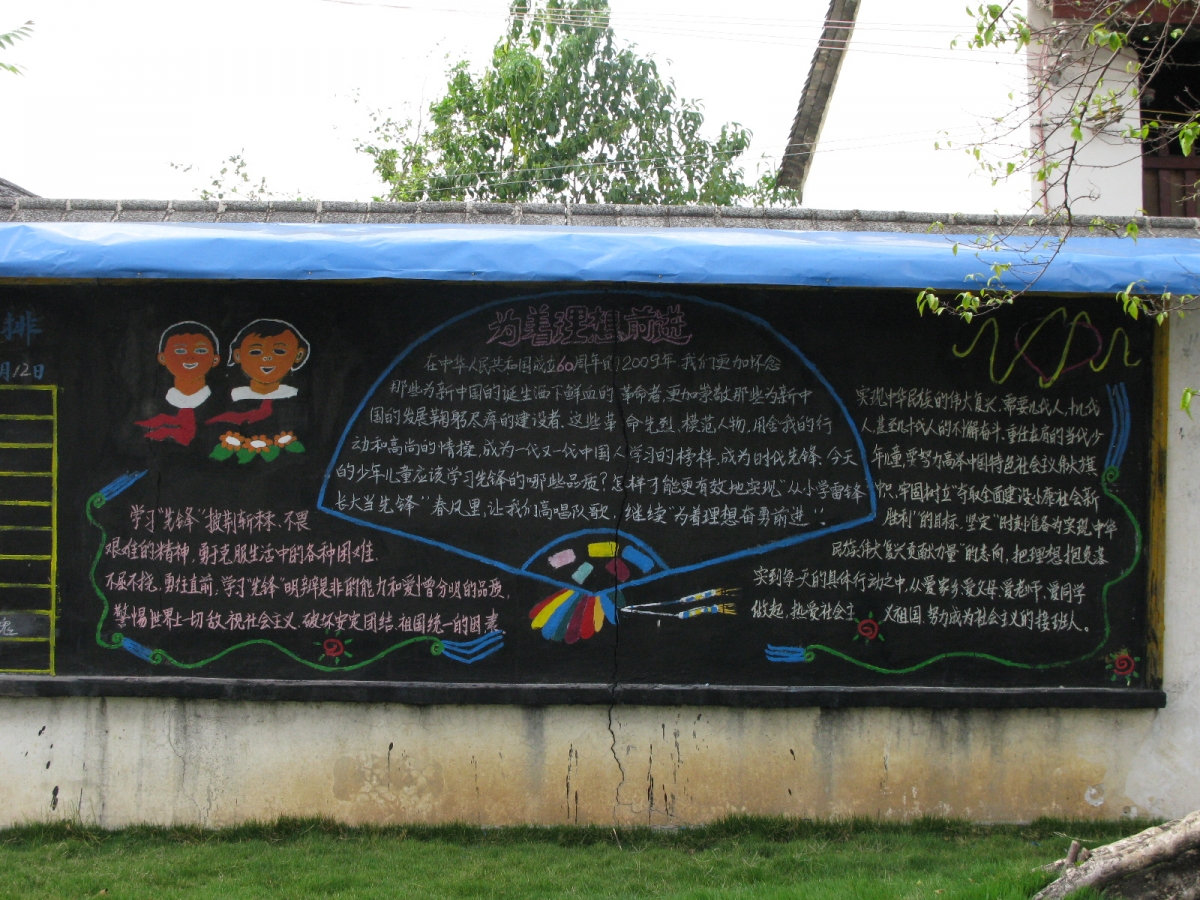 排
月12日
为着理想前进
在中华人民共和国成立60周年的2009年,我们更加怀念
那些为新中国的诞生洒下鲜血的革命者,更加崇敬那些为新中
国的发展鞠躬尽瘁的建设者,这些革命先烈、模范人物,用舍我的行
动和高尚的情操,成为一代又一代中国人学习的榜样,成为时代先锋、今天
的少年儿童应该学习先锋的哪些品质?怎样才能更有效地实现"从小学雷锋
长大当先锋"春风里,让我们高唱队歌,继续"为着理想奋勇前进"!
学习"先锋"披荆斩棘、不畏
艰难的精神,勇于克服生活中的各种困难.
不屈不挠,勇往直前,学习"先锋"明辩是非的能力和爱憎分明的品质,
警惕世界上一切敌视社会主义、破坏安定团结、祖国统一的因素
实现中华民族的伟大复兴,需要几代人、十几代
人甚至几十代人的不懈奋斗.重任在肩的当代少
年儿童,要努力高举中国特色社会主义伟大旗
帜,牢固树立"夺取全面建设小康社会新
胜利"的目标、坚定"时刻准备为实现中华
民族伟大复兴贡献力量"的志向,把理想抱负落
实到每天的具体行动之中,从爱家乡爱父母、爱老师、爱同学
做起,热爱社会主义祖国,努力成为社会主义的接班人。